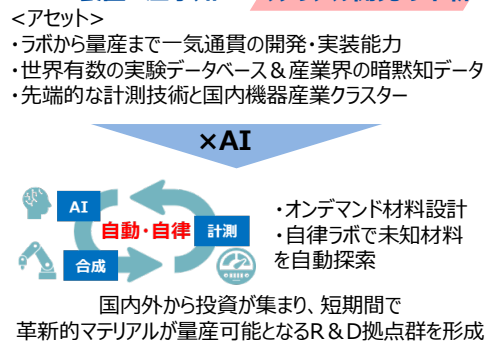 <アセット>
・ラボから量産まで一気通貫の開発・実装能力
・世界有数の実験データベース＆産業界の暗黙知データ
・先端的な計測技術と国内機器産業クラスター
×AI
AI
自動・自律
計測
合成
・オンデマンド材料設計
・自律ラボで未知材料
を自動探索
国内外から投資が集まり、短期間で
革新的マテリアルが量産可能となるR＆D拠点群を形成